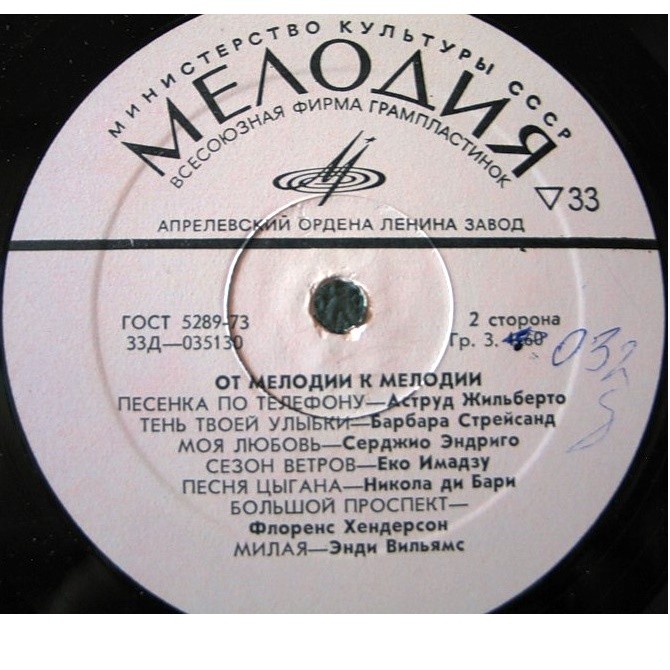 МИНИСТЕРСТВО КУЛЬТУРЫ СССР
МЕЛОДИЯ
ВСЕСОЮЗНАЯ ФИРМА ГРАМПЛАСТИНОК
33
АПРЕЛЕВСКИЙ ОРДЕНА ЛЕНИНА ЗАВОД
ГОСТ 5289-73
33Д—035130
2 сторона
Гр. 3.
032
ОТ МЕЛОДИИ К МЕЛОДИИ
ПЕСЕНКА ПО ТЕЛЕФОНУ—Аструд Жильберто
ТЕНЬ ТВОЕЙ УЛЫБКИ—Барбара Стрейсанд
МОЯ ЛЮБОВЬ—Серджио Эндриго
СЕЗОН ВЕТРОВ—Еко Имадзу
ПЕСНЯ ЦЫГАНА—Никола ди Бари
БОЛЬШОЙ ПРОСПЕКТ—
Флоренс Хендерсон
МИЛАЯ—Энди Вильямс